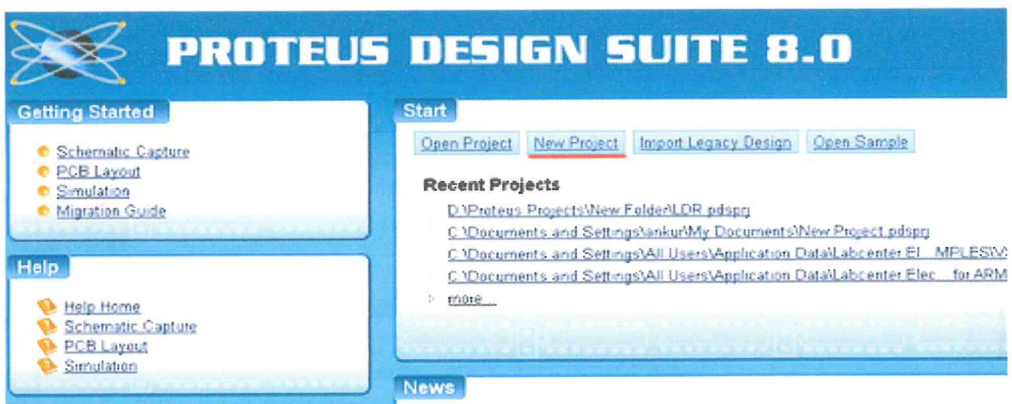 PROTEUS DESIGN SUITE 8.0
Getting Started
Schematic Capture
PCB Layout
Simulation
Migration Guide
Help
Help Home
Schematic Capture
PCB Layout
Simulation
Start
Open Project New Project Import Legacy Design Open Sample
Recent Projects
D:\Proteus Projects\New Folder\LDR.pdsprj
C:\Documents and Settings\ankur\My Documents\New Project.pdsprj
C:\Documents and Settings\All Users\Application Data\Labcenter El...MPLES\VS
C:\Documents and Settings\All Users\Application Data\Labcenter Elec... for ARM
more...
News